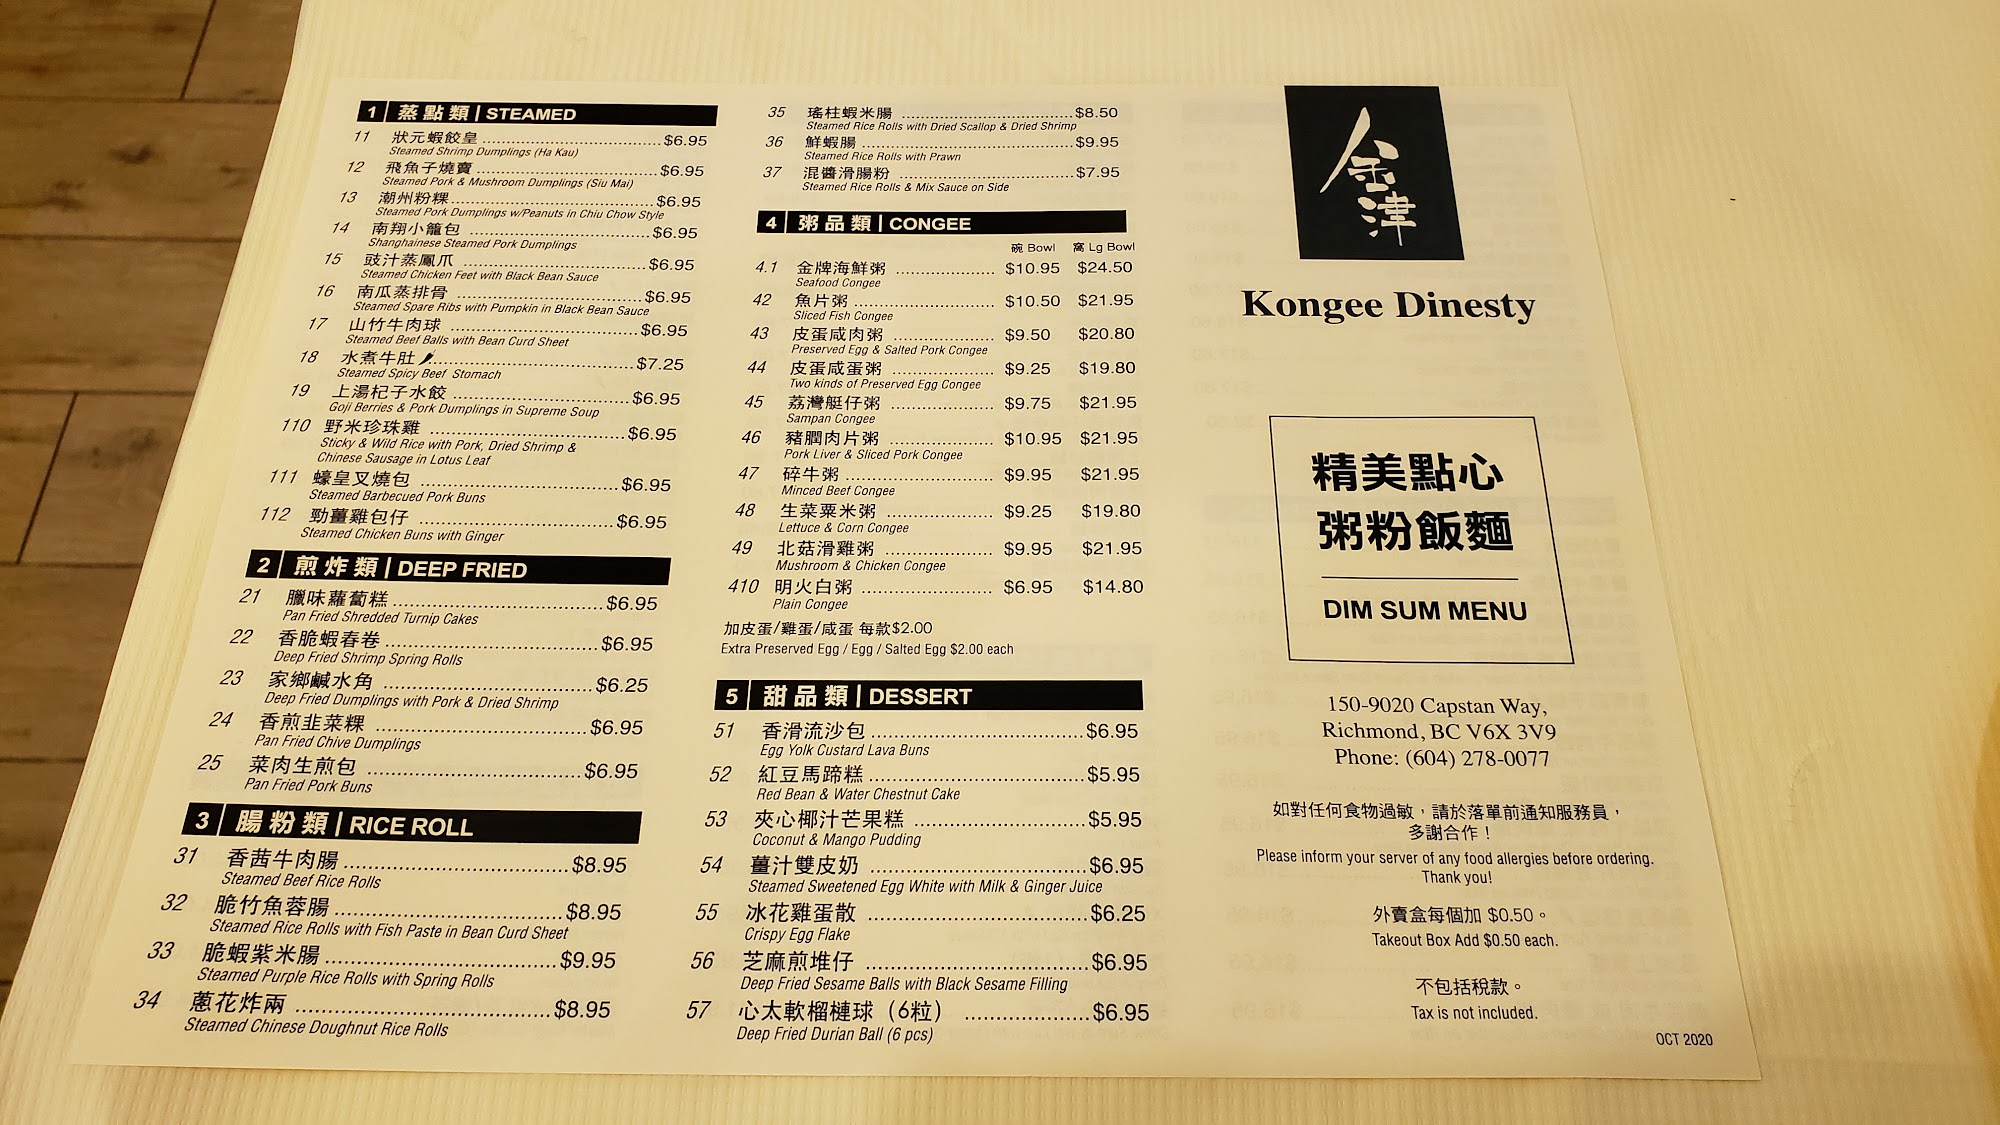 1 蒸點類 | STEAMED
11 狀元蝦餃皇 $6.95
Steamed Shrimp Dumplings (Ha Kau)
12 飛魚子燒賣 $6.95
Steamed Pork & Mushroom Dumplings (Siu Mai)
13 潮州粉粿 $6.95
Steamed Pork Dumplings w/Peanuts in Chiu Chow Style
14 南翔小籠包 $6.95
Shanghainese Steamed Pork Dumplings
15 豉汁蒸鳳爪 $6.95
Steamed Chicken Feet with Black Bean Sauce
16 南瓜蒸排骨 $6.95
Steamed Spare Ribs with Pumpkin in Black Bean Sauce
17 山竹牛肉球 $6.95
Steamed Beef Balls with Bean Curd Sheet
18 水煮牛肚 $7.25
Steamed Spicy Beef Stomach
19 上湯杞子水餃 $6.95
Goji Berries & Pork Dumplings in Supreme Soup
110 野米珍珠雞 $6.95
Sticky & Wild Rice with Pork, Dried Shrimp &
Chinese Sausage in Lotus Leaf
111 蠔皇叉燒包 $6.95
Steamed Barbecued Pork Buns
112 勁薑雞包仔 $6.95
Steamed Chicken Buns with Ginger
2 煎炸類 | DEEP FRIED
21 臘味蘿蔔糕 $6.95
Pan Fried Shredded Turnip Cakes
22 香脆蝦春卷 $6.95
Deep Fried Shrimp Spring Rolls
23 家鄉鹹水角 $6.25
Deep Fried Dumplings with Pork & Dried Shrimp
24 香煎韭菜粿 $6.95
Pan Fried Chive Dumplings
25 菜肉生煎包 $6.95
Pan Fried Pork Buns
3 腸粉類 | RICE ROLL
31 香茜牛肉腸 $8.95
Steamed Beef Rice Rolls
32 脆竹魚蓉腸 $8.95
Steamed Rice Rolls with Fish Paste in Bean Curd Sheet
33 脆蝦紫米腸 $9.95
Steamed Purple Rice Rolls with Spring Rolls
34 蔥花炸兩 $8.95
Steamed Chinese Doughnut Rice Rolls
35 瑤柱蝦米腸 $8.50
Steamed Rice Rolls with Dried Scallop & Dried Shrimp
36 鮮蝦腸 $9.95
Steamed Rice Rolls with Prawn
37 混醬滑腸粉 $7.95
Steamed Rice Rolls & Mix Sauce on Side
4 粥品類 | CONGEE
碗 Bowl 窩 Lg Bowl
4.1 金牌海鮮粥 $10.95 $24.50
Seafood Congee
42 魚片粥 $10.50 $21.95
Sliced Fish Congee
43 皮蛋咸肉粥 $9.50 $20.80
Preserved Egg & Salted Pork Congee
44 皮蛋咸蛋粥 $9.25 $19.80
Two kinds of Preserved Egg Congee
45 荔灣艇仔粥 $9.75 $21.95
Sampan Congee
46 豬膶肉片粥 $10.95 $21.95
Pork Liver & Sliced Pork Congee
47 碎牛粥 $9.95 $21.95
Minced Beef Congee
48 生菜粟米粥 $9.25 $19.80
Lettuce & Corn Congee
49 北菇滑雞粥 $9.95 $21.95
Mushroom & Chicken Congee
410 明火白粥 $6.95 $14.80
Plain Congee
加皮蛋/雞蛋/咸蛋 每款$2.00
Extra Preserved Egg / Egg / Salted Egg $2.00 each
5 甜品類 | DESSERT
51 香滑流沙包 $6.95
Egg Yolk Custard Lava Buns
52 紅豆馬蹄糕 $5.95
Red Bean & Water Chestnut Cake
53 夾心椰汁芒果糕 $5.95
Coconut & Mango Pudding
54 薑汁雙皮奶 $6.95
Steamed Sweetened Egg White with Milk & Ginger Juice
55 冰花雞蛋散 $6.25
Crispy Egg Flake
56 芝麻煎堆仔 $6.95
Deep Fried Sesame Balls with Black Sesame Filling
57 心太軟榴槤球（6粒） $6.95
Deep Fried Durian Ball (6 pcs)
金津
Kongee Dinesty
精美點心
粥粉飯麵
DIM SUM MENU
150-9020 Capstan Way,
Richmond, BC V6X 3V9
Phone: (604) 278-0077
如對任何食物過敏，請於落單前通知服務員，
多謝合作！
Please inform your server of any food allergies before ordering.
Thank you!
外賣盒每個加 $0.50。
Takeout Box Add $0.50 each.
不包括稅款。
Tax is not included.
OCT 2020